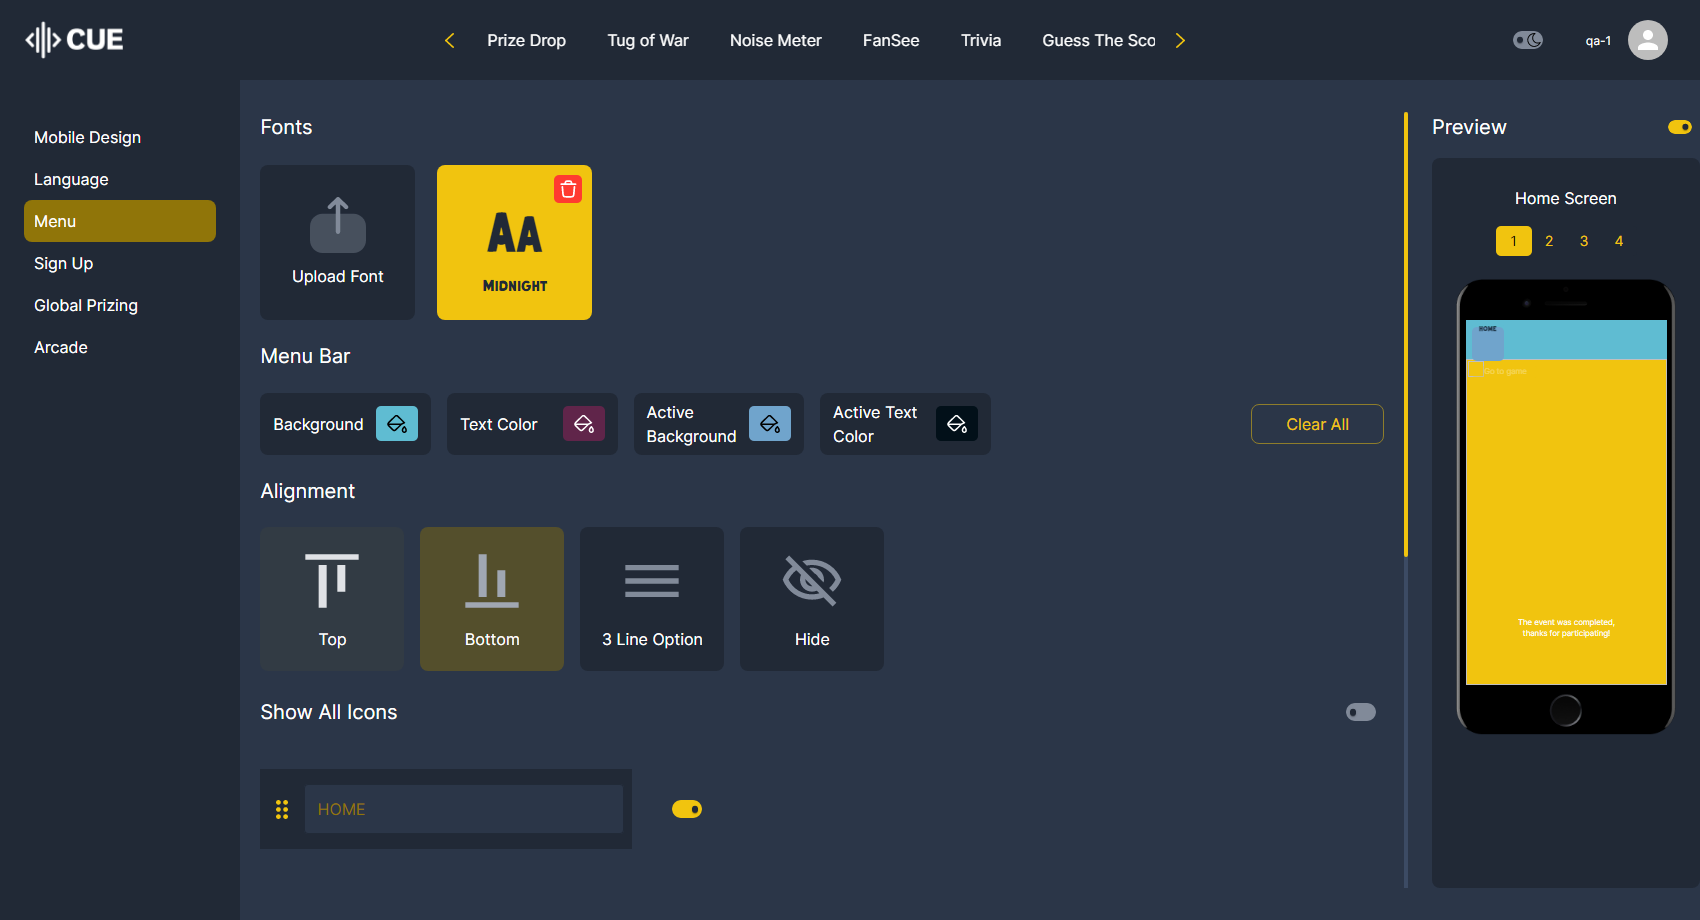 CUE
Prize Drop
Tug of War
Noise Meter
FanSee
Trivia
Guess The Sco
qa-1
Mobile Design
Language
Menu
Sign Up
Global Prizing
Arcade
Fonts
Upload Font
AA
MIDNIGHT
Menu Bar
Background
Text Color
Active
Background
Active Text
Color
Clear All
Alignment
Top
Bottom
3 Line Option
Hide
Show All Icons
HOME
Preview
Home Screen
1 2 3 4
HOME
Go to game
The event was completed,
thanks for participating!